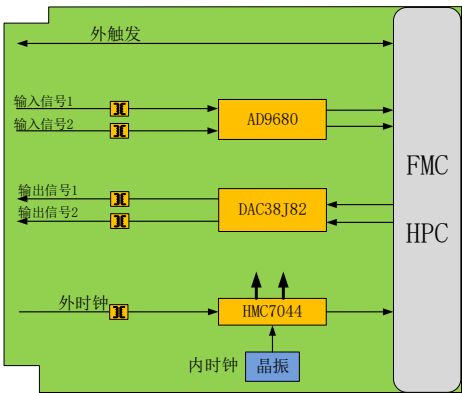 外触发
输入信号1
输入信号2
AD9680
FMC
HPC
输出信号1
输出信号2
DAC38J82
外时钟
HMC7044
内时钟
晶振